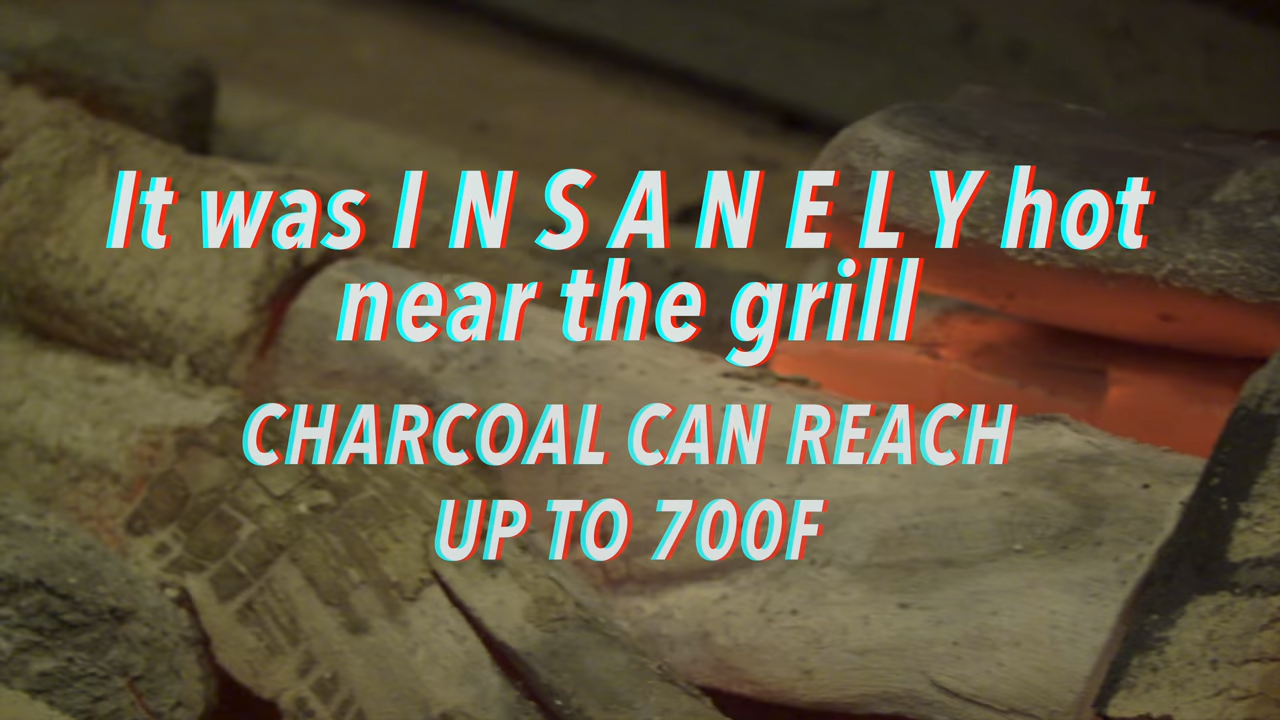 It was I N S A N E L Y hot
near the grill
CHARCOAL CAN REACH
UP TO 700F